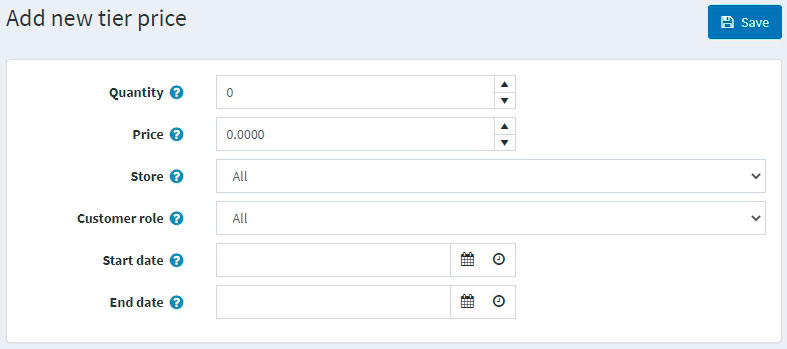 Add new tier price
Save
Quantity ?
0
Price ?
0.0000
Store ?
All
Customer role ?
All
Start date ?
End date ?